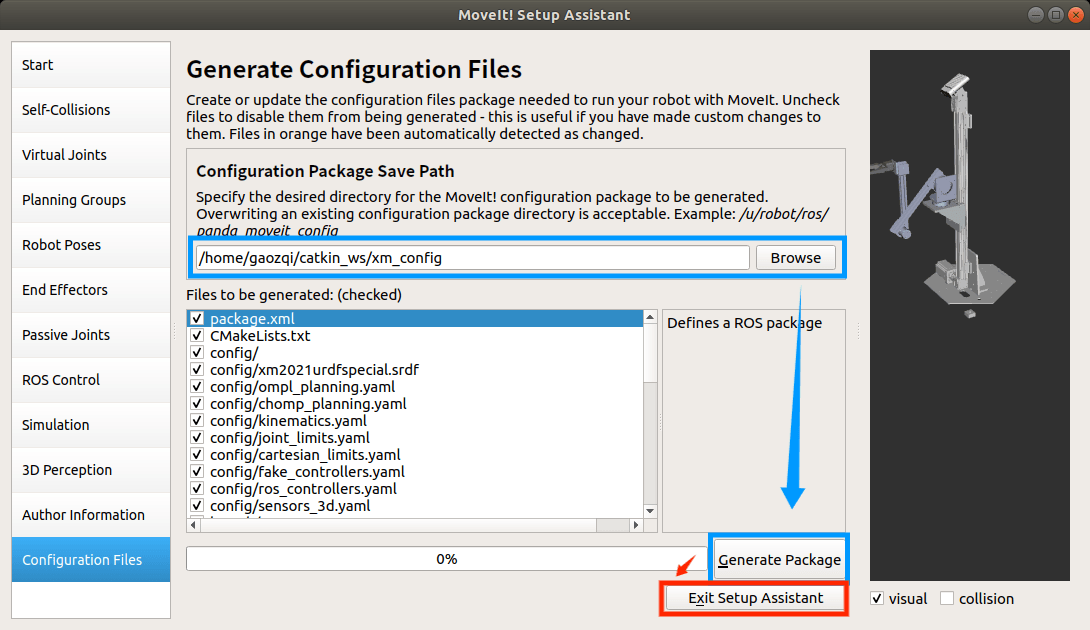 MoveIt! Setup Assistant
Start
Self-Collisions
Virtual Joints
Planning Groups
Robot Poses
End Effectors
Passive Joints
ROS Control
Simulation
3D Perception
Author Information
Configuration Files
Generate Configuration Files
Create or update the configuration files package needed to run your robot with MoveIt. Uncheck
files to disable them from being generated - this is useful if you have made custom changes to
them. Files in orange have been automatically detected as changed.
Configuration Package Save Path
Specify the desired directory for the MoveIt! configuration package to be generated.
Overwriting an existing configuration package directory is acceptable. Example: /u/robot/ros/
panda_moveit_config
/home/gaozqi/catkin_ws/xm_config
Browse
Files to be generated: (checked)
package.xml
CMakeLists.txt
config/
config/xm2021urdfspecial.srdf
config/ompl_planning.yaml
config/chomp_planning.yaml
config/kinematics.yaml
config/joint_limits.yaml
config/cartesian_limits.yaml
config/fake_controllers.yaml
config/ros_controllers.yaml
config/sensors_3d.yaml
Defines a ROS package
0%
Generate Package
Exit Setup Assistant
visual
collision